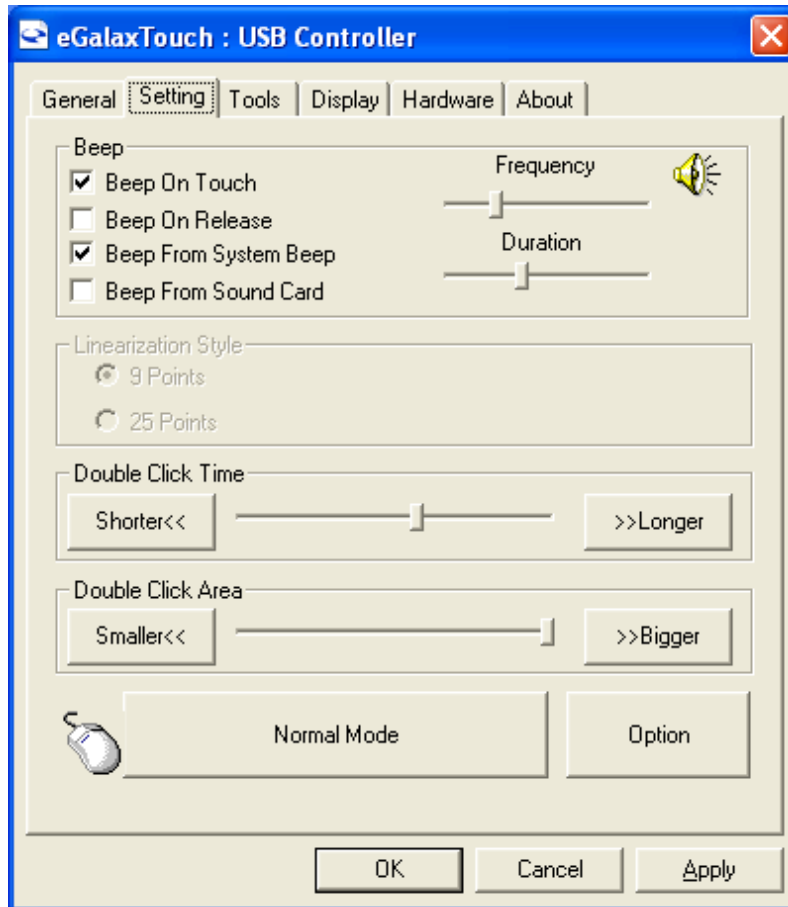 eGalaxTouch : USB Controller
General Setting Tools Display Hardware About
Beep
Beep On Touch
Beep On Release
Beep From System Beep
Beep From Sound Card
Frequency
Duration
Linearization Style
9 Points
25 Points
Double Click Time
Shorter<< >>Longer
Double Click Area
Smaller<< >>Bigger
Normal Mode Option
OK Cancel Apply